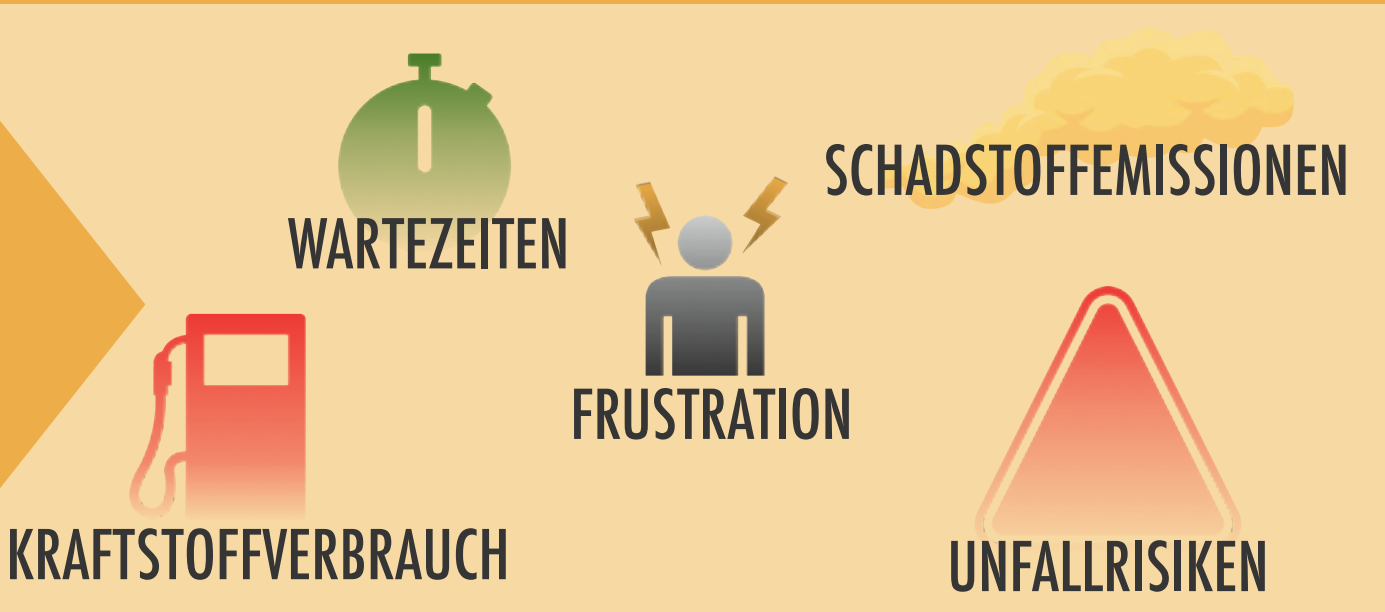 SCHADSTOFFEMISSIONEN
WARTEZEITEN
FRUSTRATION
KRAFTSTOFFVERBRAUCH
UNFALLRISIKEN